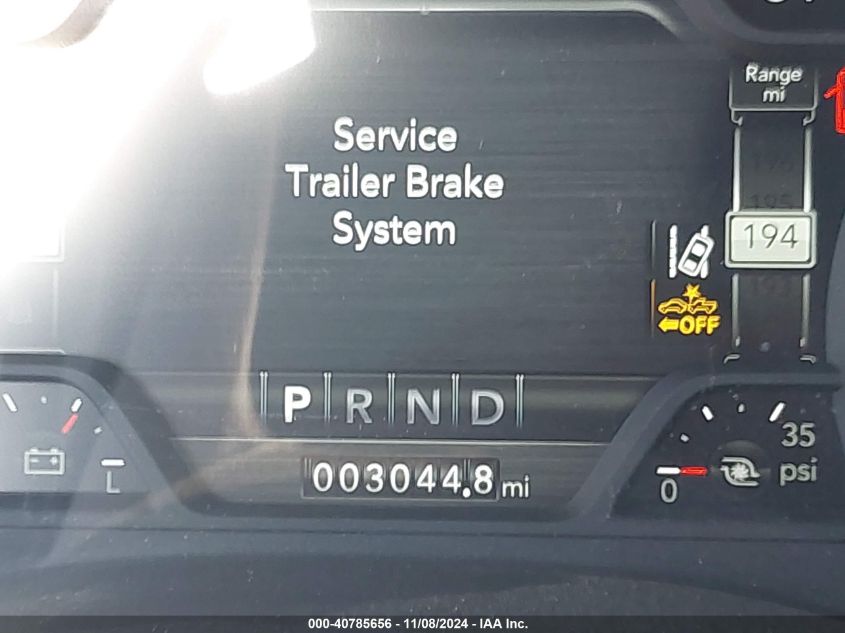 Range
mi
Service
Trailer Brake
System
195
194
OFF
P R N D
35
psi
0
L
003044.8 mi
000-40785656 - 11/08/2024 - IAA Inc.